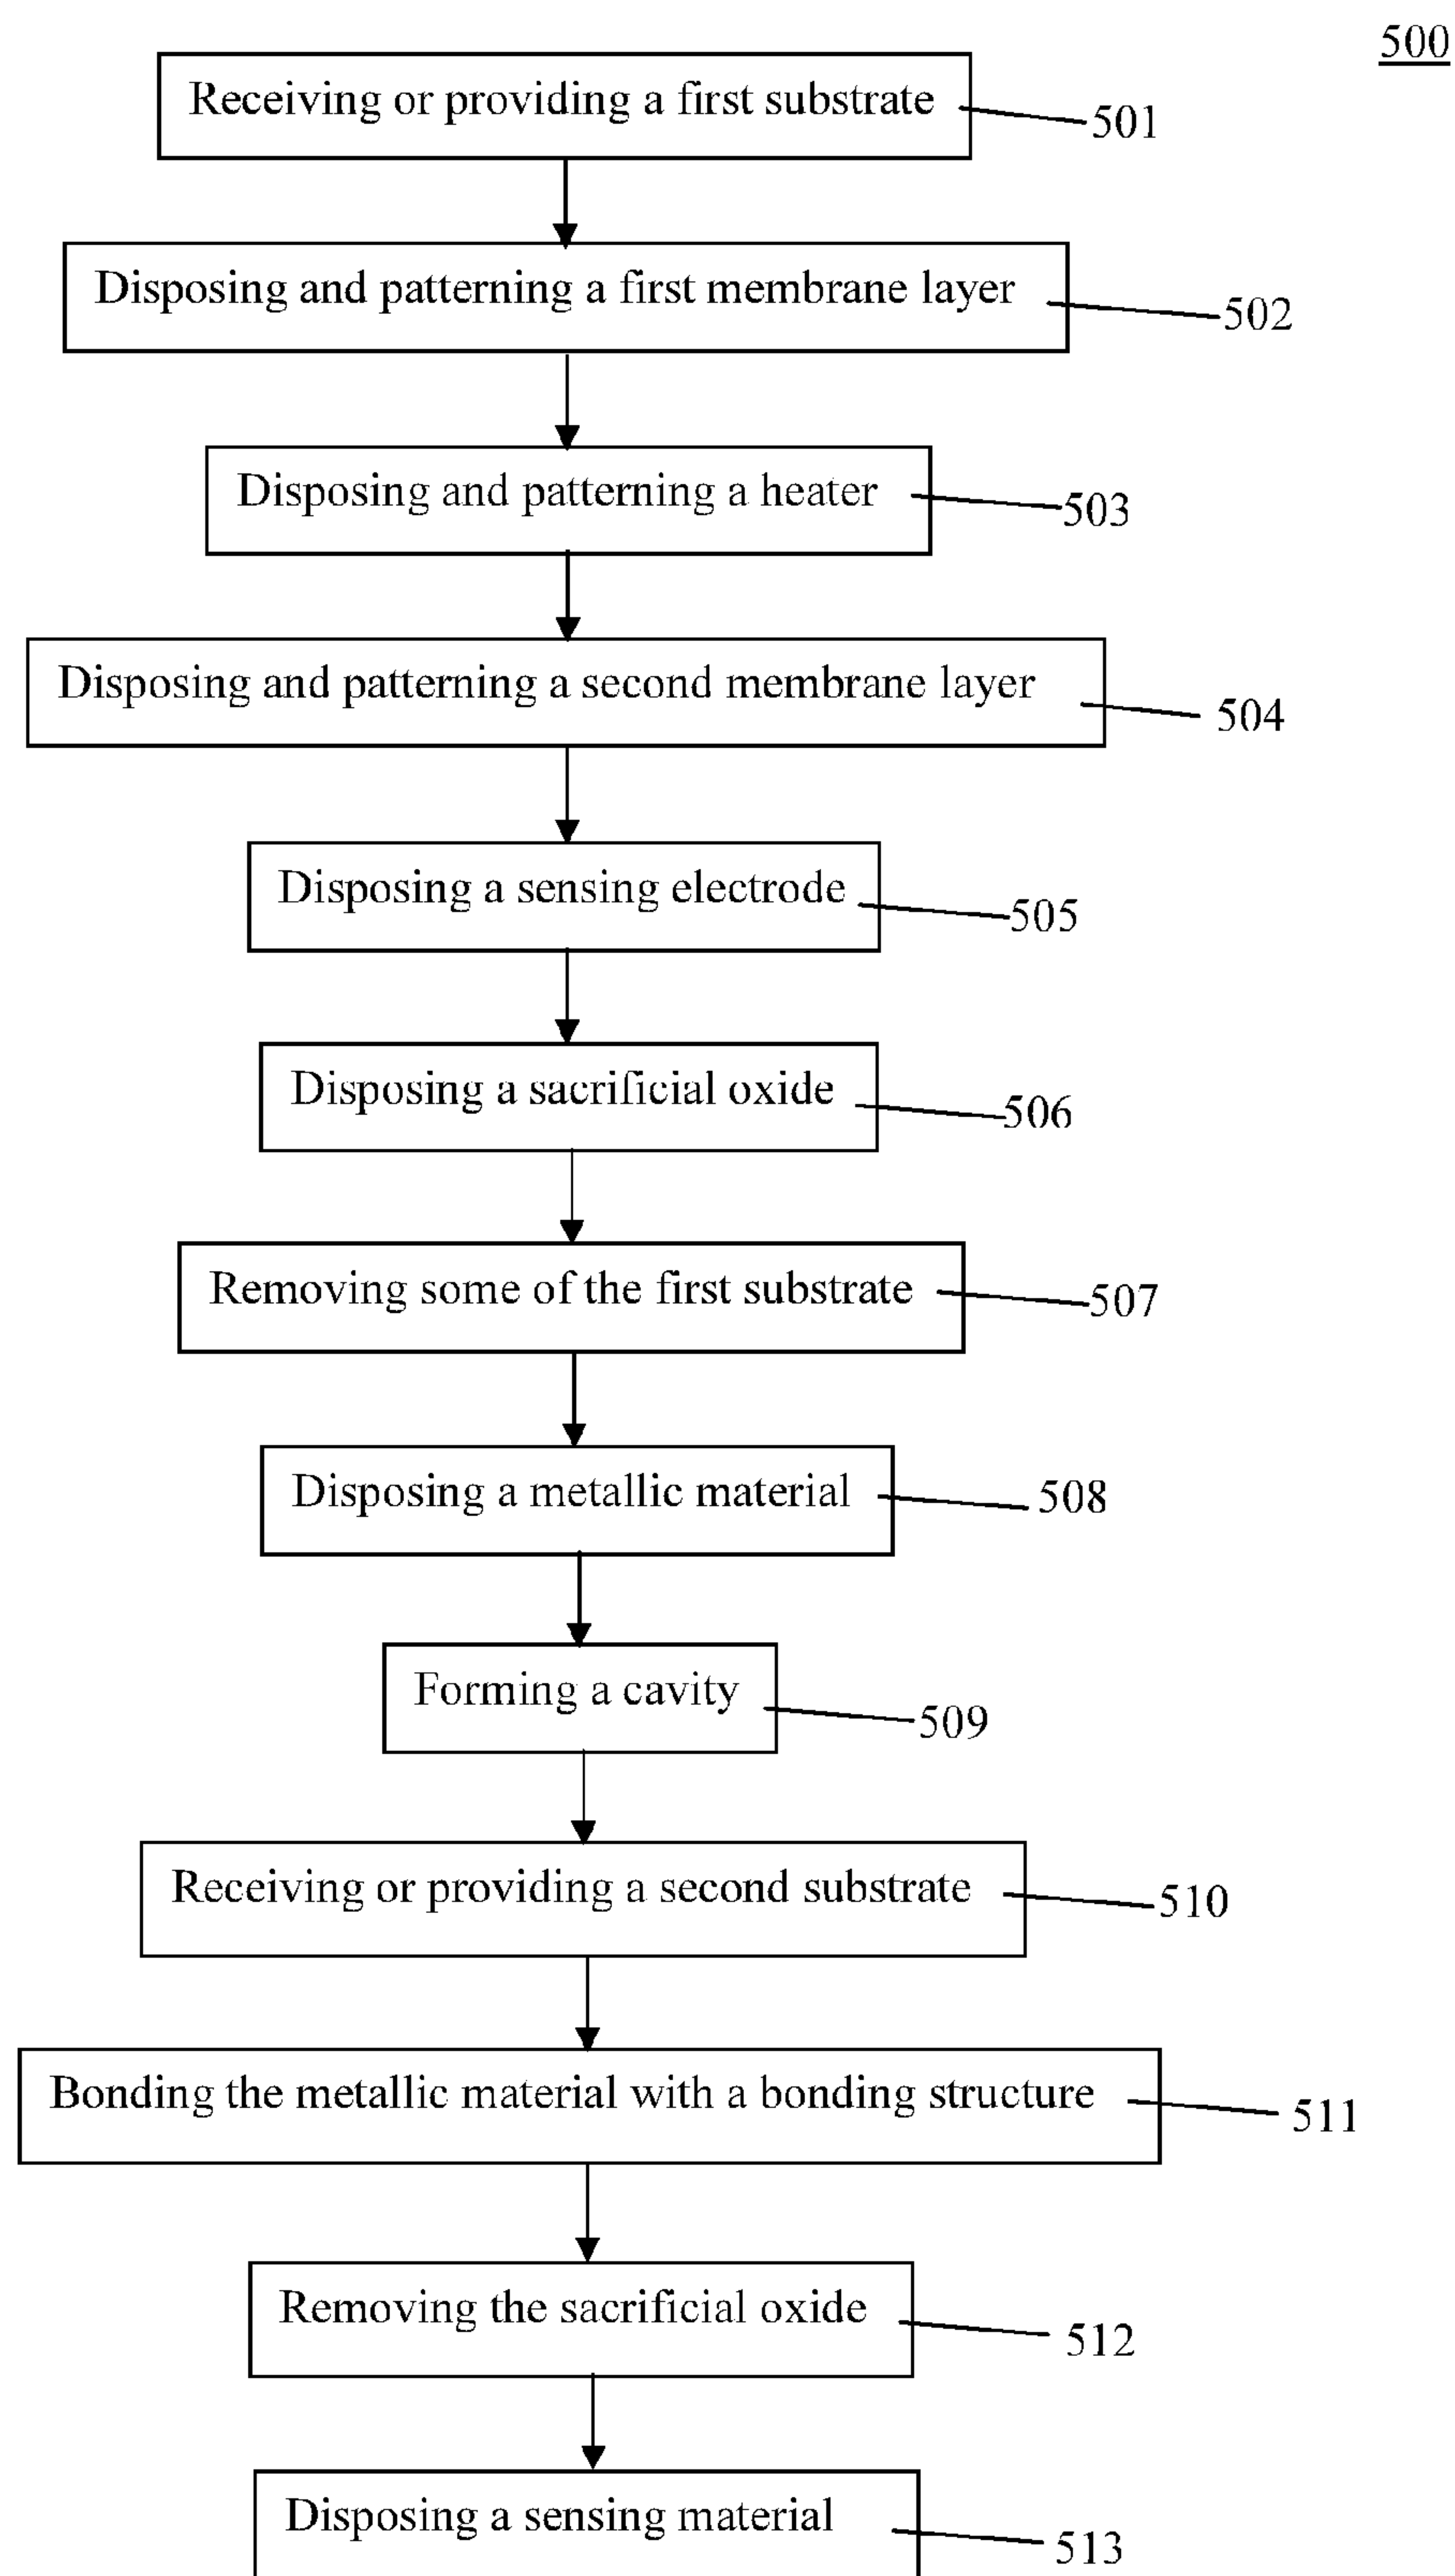 500
Receiving or providing a first substrate
501
Disposing and patterning a first membrane layer
502
Disposing and patterning a heater
503
Disposing and patterning a second membrane layer
504
Disposing a sensing electrode
505
Disposing a sacrificial oxide
506
Removing some of the first substrate
507
Disposing a metallic material
508
Forming a cavity
509
Receiving or providing a second substrate
510
Bonding the metallic material with a bonding structure
511
Removing the sacrificial oxide
512
Disposing a sensing material
513